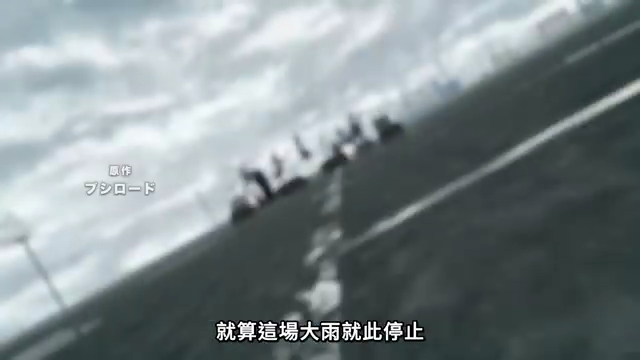 原作
ブシロード
就算這場大雨就此停止